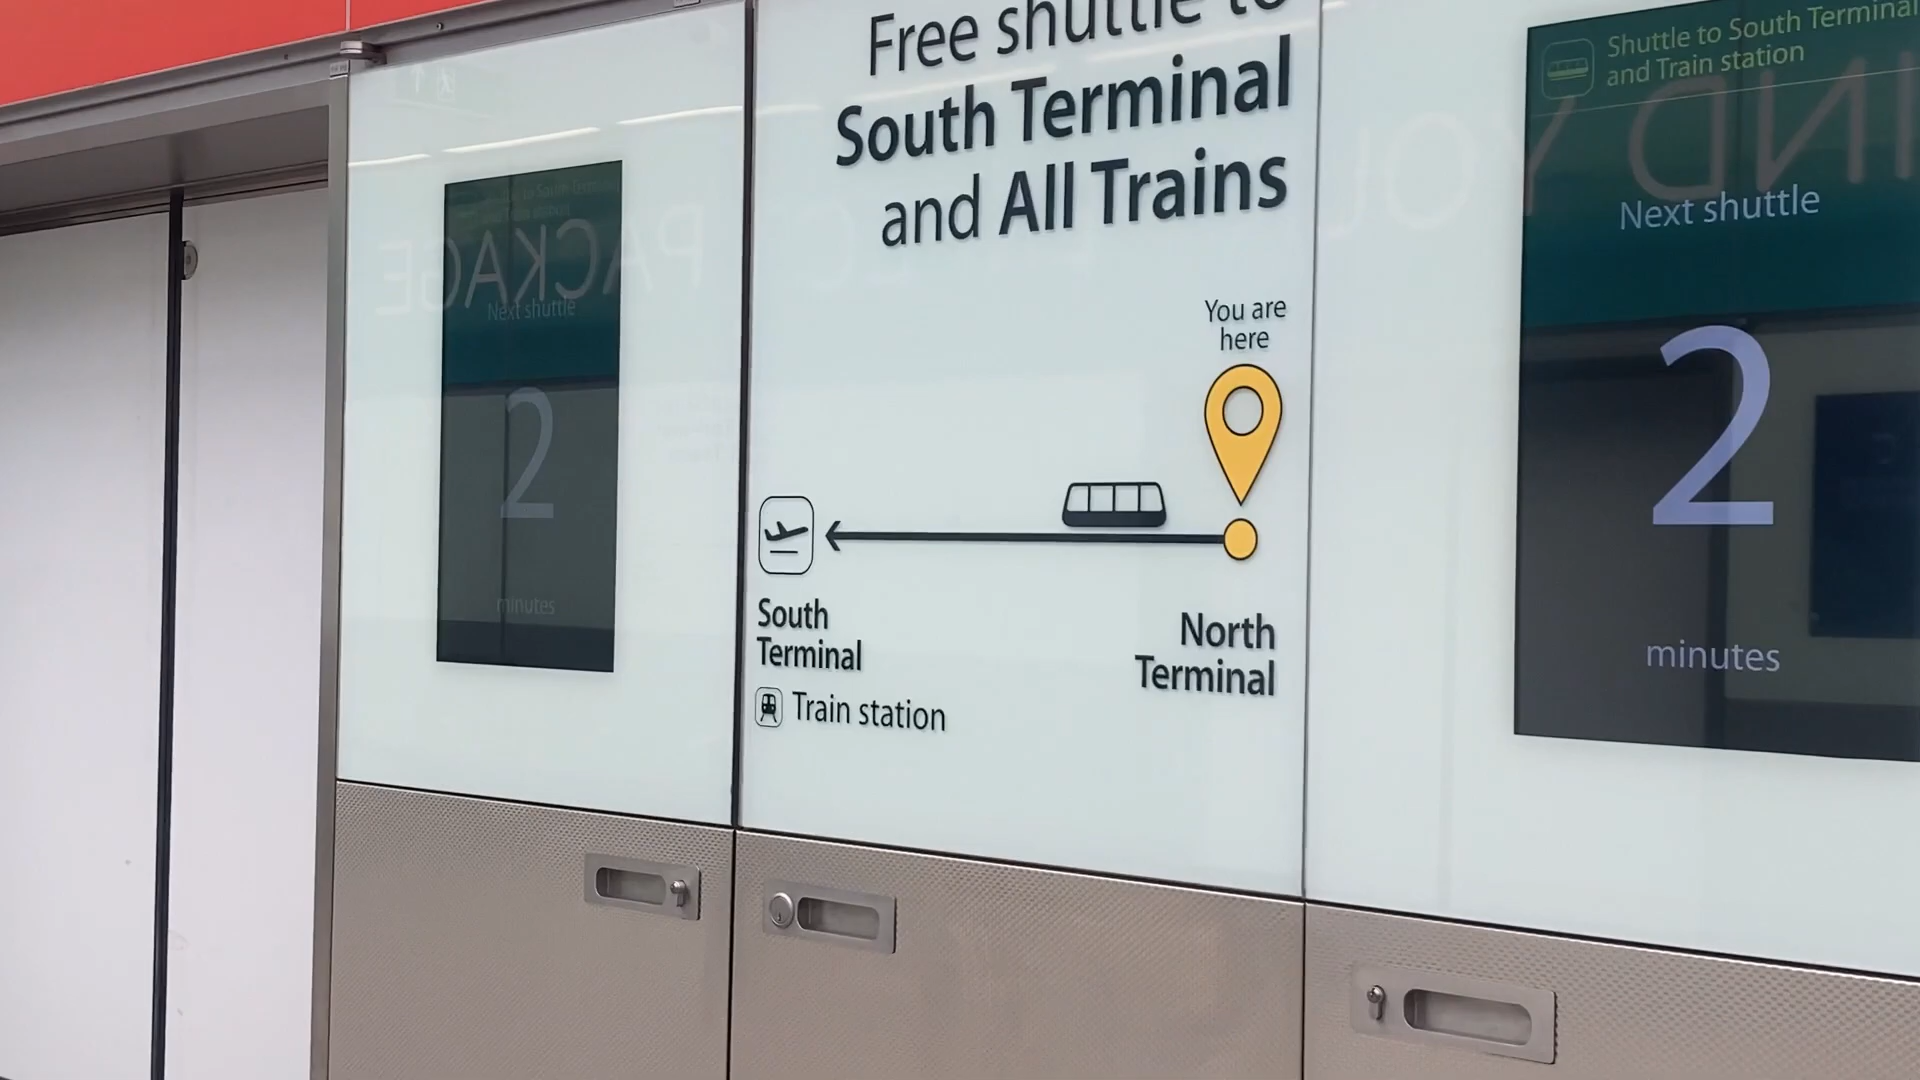 Free shuttle to
South Terminal
and All Trains
You are
here
South
Terminal
Train station
North
Terminal
Next shuttle
2
minutes
Shuttle to South Terminal
and Train station
Next shuttle
2
minutes
PACKAGE